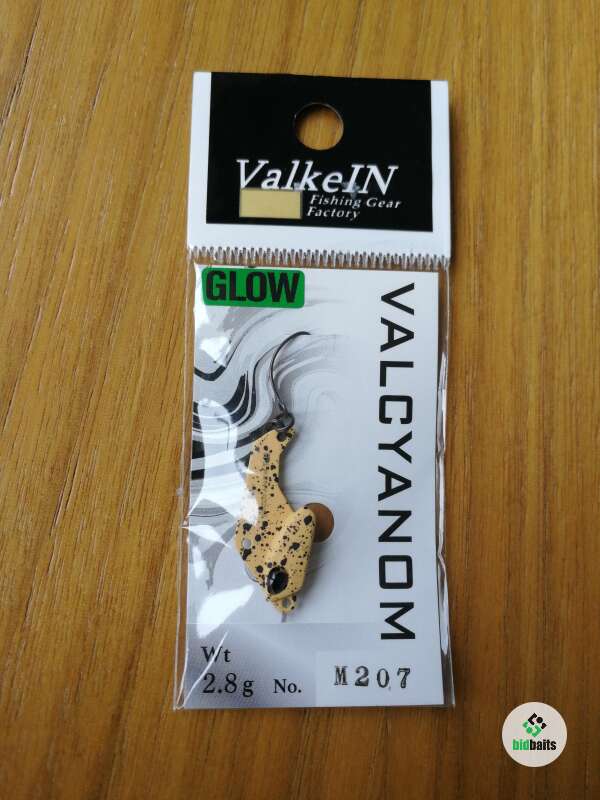 ValkeIN
Fishing Gear
Factory
GLOW
VALCYANOM
Wt
2.8g No. M207
bidbaits